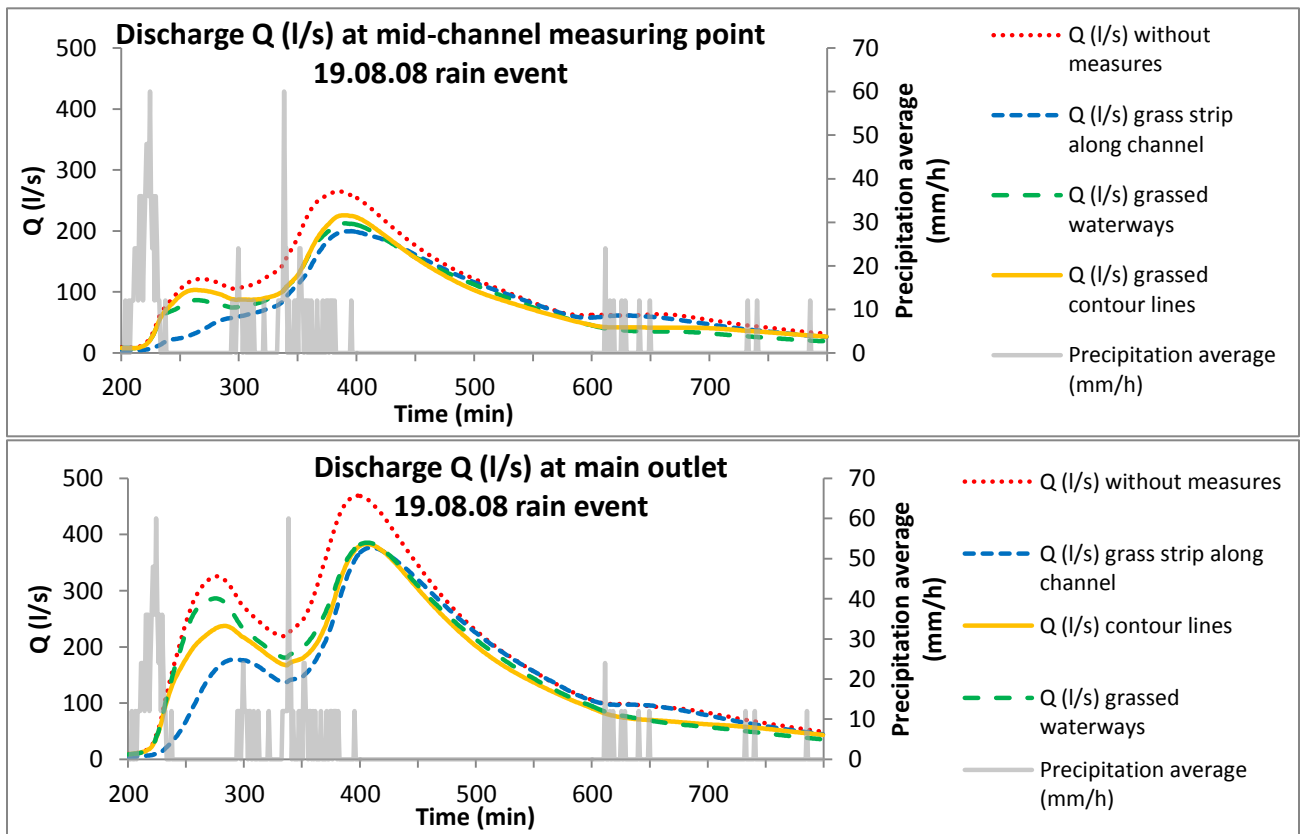 Discharge Q (l/s) at mid-channel measuring point
19.08.08 rain event
500
400
300
200
100
0
Q (l/s)
200
300
400
500
600
700
Time (min)
70
60
50
40
30
20
10
0
Precipitation average
(mm/h)
Q (l/s) without
measures
Q (l/s) grass strip
along channel
Q (l/s) grassed
waterways
Q (l/s) grassed
contour lines
Precipitation average
(mm/h)
Discharge Q (l/s) at main outlet
19.08.08 rain event
500
400
300
200
100
0
Q (l/s)
200
300
400
500
600
700
Time (min)
70
60
50
40
30
20
10
0
Precipitation average
(mm/h)
Q (l/s) without measures
Q (l/s) grass strip along
channel
Q (l/s) contour lines
Q (l/s) grassed
waterways
Precipitation average
(mm/h)